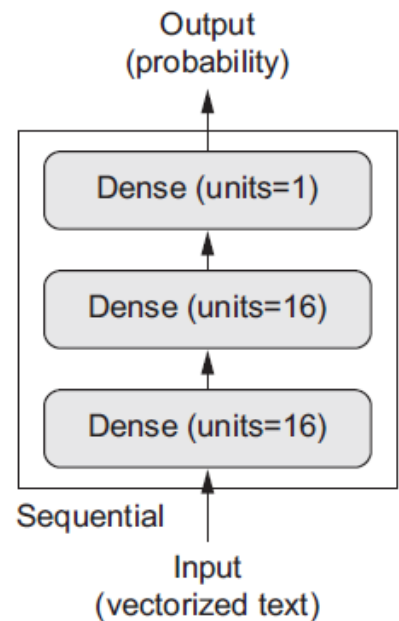 Output
(probability)
Dense (units=1)
Dense (units=16)
Dense (units=16)
Sequential
Input
(vectorized text)